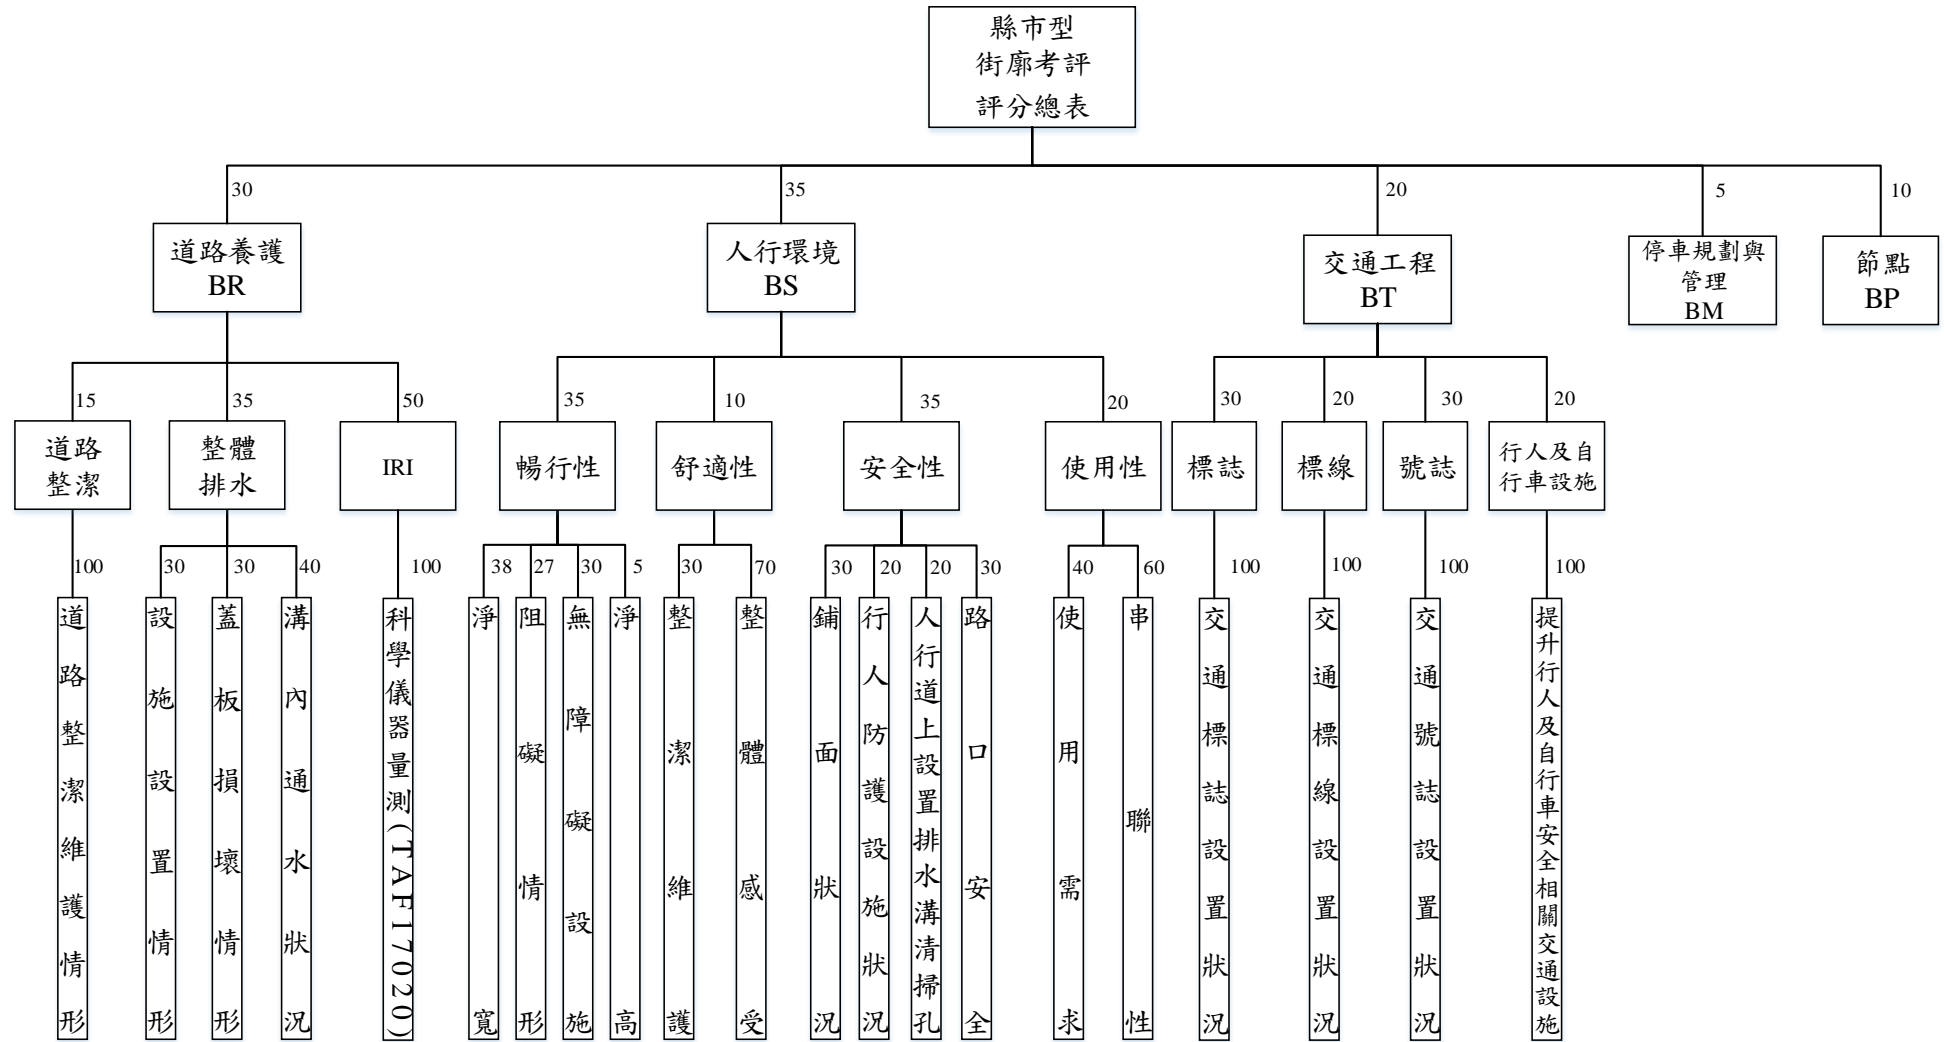 縣市型
街廓考評
評分總表
30
35
20
5
10
道路養護
BR
人行環境
BS
交通工程
BT
停車規劃與
管理
BM
節點
BP
15
35
50
35
10
35
20
30
20
30
20
道路
整潔
整體
排水
IRI
暢行性
舒適性
安全性
使用性
標誌
標線
號誌
行人及自
行車設施
100
30
30
40
100
38
27
30
5
30
70
30
20
20
30
40
60
100
100
100
100
道路整潔維護情形
設施設置情形
蓋板損壞情形
溝內通水狀況
科學儀器量測(TAF17020)
淨寬
阻礙情形
無障礙設施
淨高
整潔維護
整體感受
鋪面狀況
行人防護設施狀況
人行道上設置排水溝清掃孔
路口安全
使用需求
串聯性
交通標誌設置狀況
交通標線設置狀況
交通號誌設置狀況
提升行人及自行車安全相關交通設施